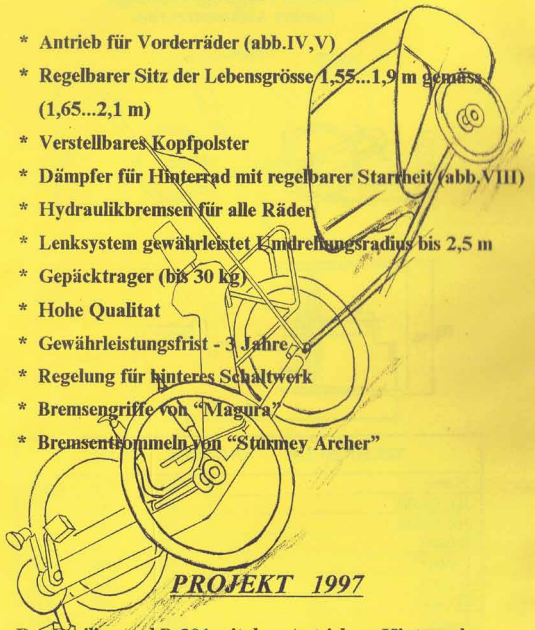 * Antrieb für Vorderräder (abb.IV,V)
* Regelbarer Sitz der Lebensgrösse 1,55...1,9 m gemäss
(1,65...2,1 m)
* Verstellbares Kopfpolster
* Dämpfer für Hinterrad mit regelbarer Starrheit (abb.VIII)
* Hydraulikbremsen für alle Räder
* Lenksystem gewährleistet Umdrehungsradius bis 2,5 m
* Gepäcktrager (bis 30 kg)
* Hohe Qualitat
* Gewährleistungsfrist - 3 Jahre
* Regelung für hinteres Schaltwerk
* Bremsengriffe von "Magura"
* Bremsentrommeln von "Sturmey Archer"
PROJEKT 1997